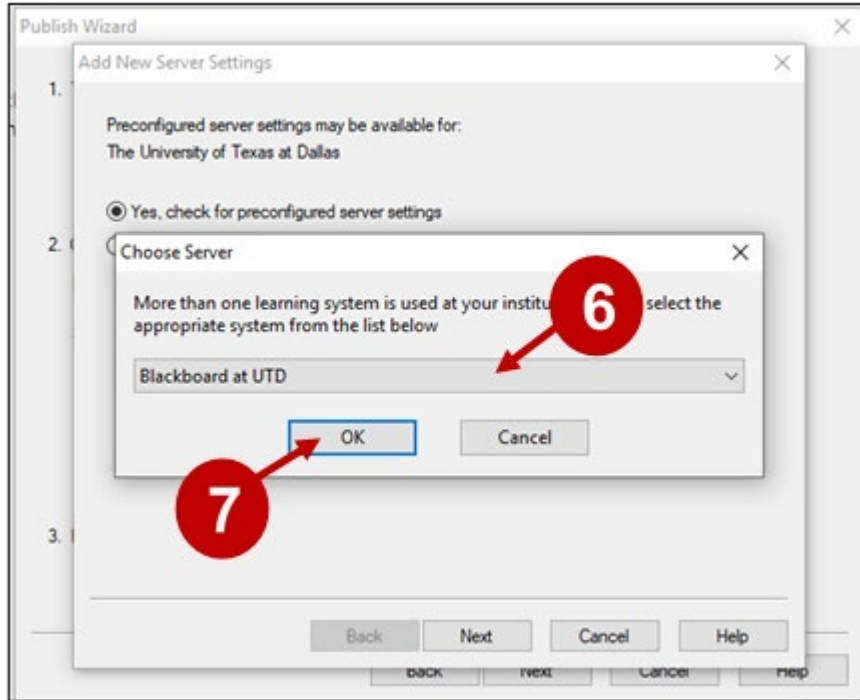 Publish Wizard
Add New Server Settings
1.
Preconfigured server settings may be available for:
The University of Texas at Dallas
Yes, check for preconfigured server settings
2.
Choose Server
More than one learning system is used at your select the
appropriate system from the list below
6
Blackboard at UTD
OK Cancel
7
3.
Back Next Cancel Help
Back Next Cancel Help